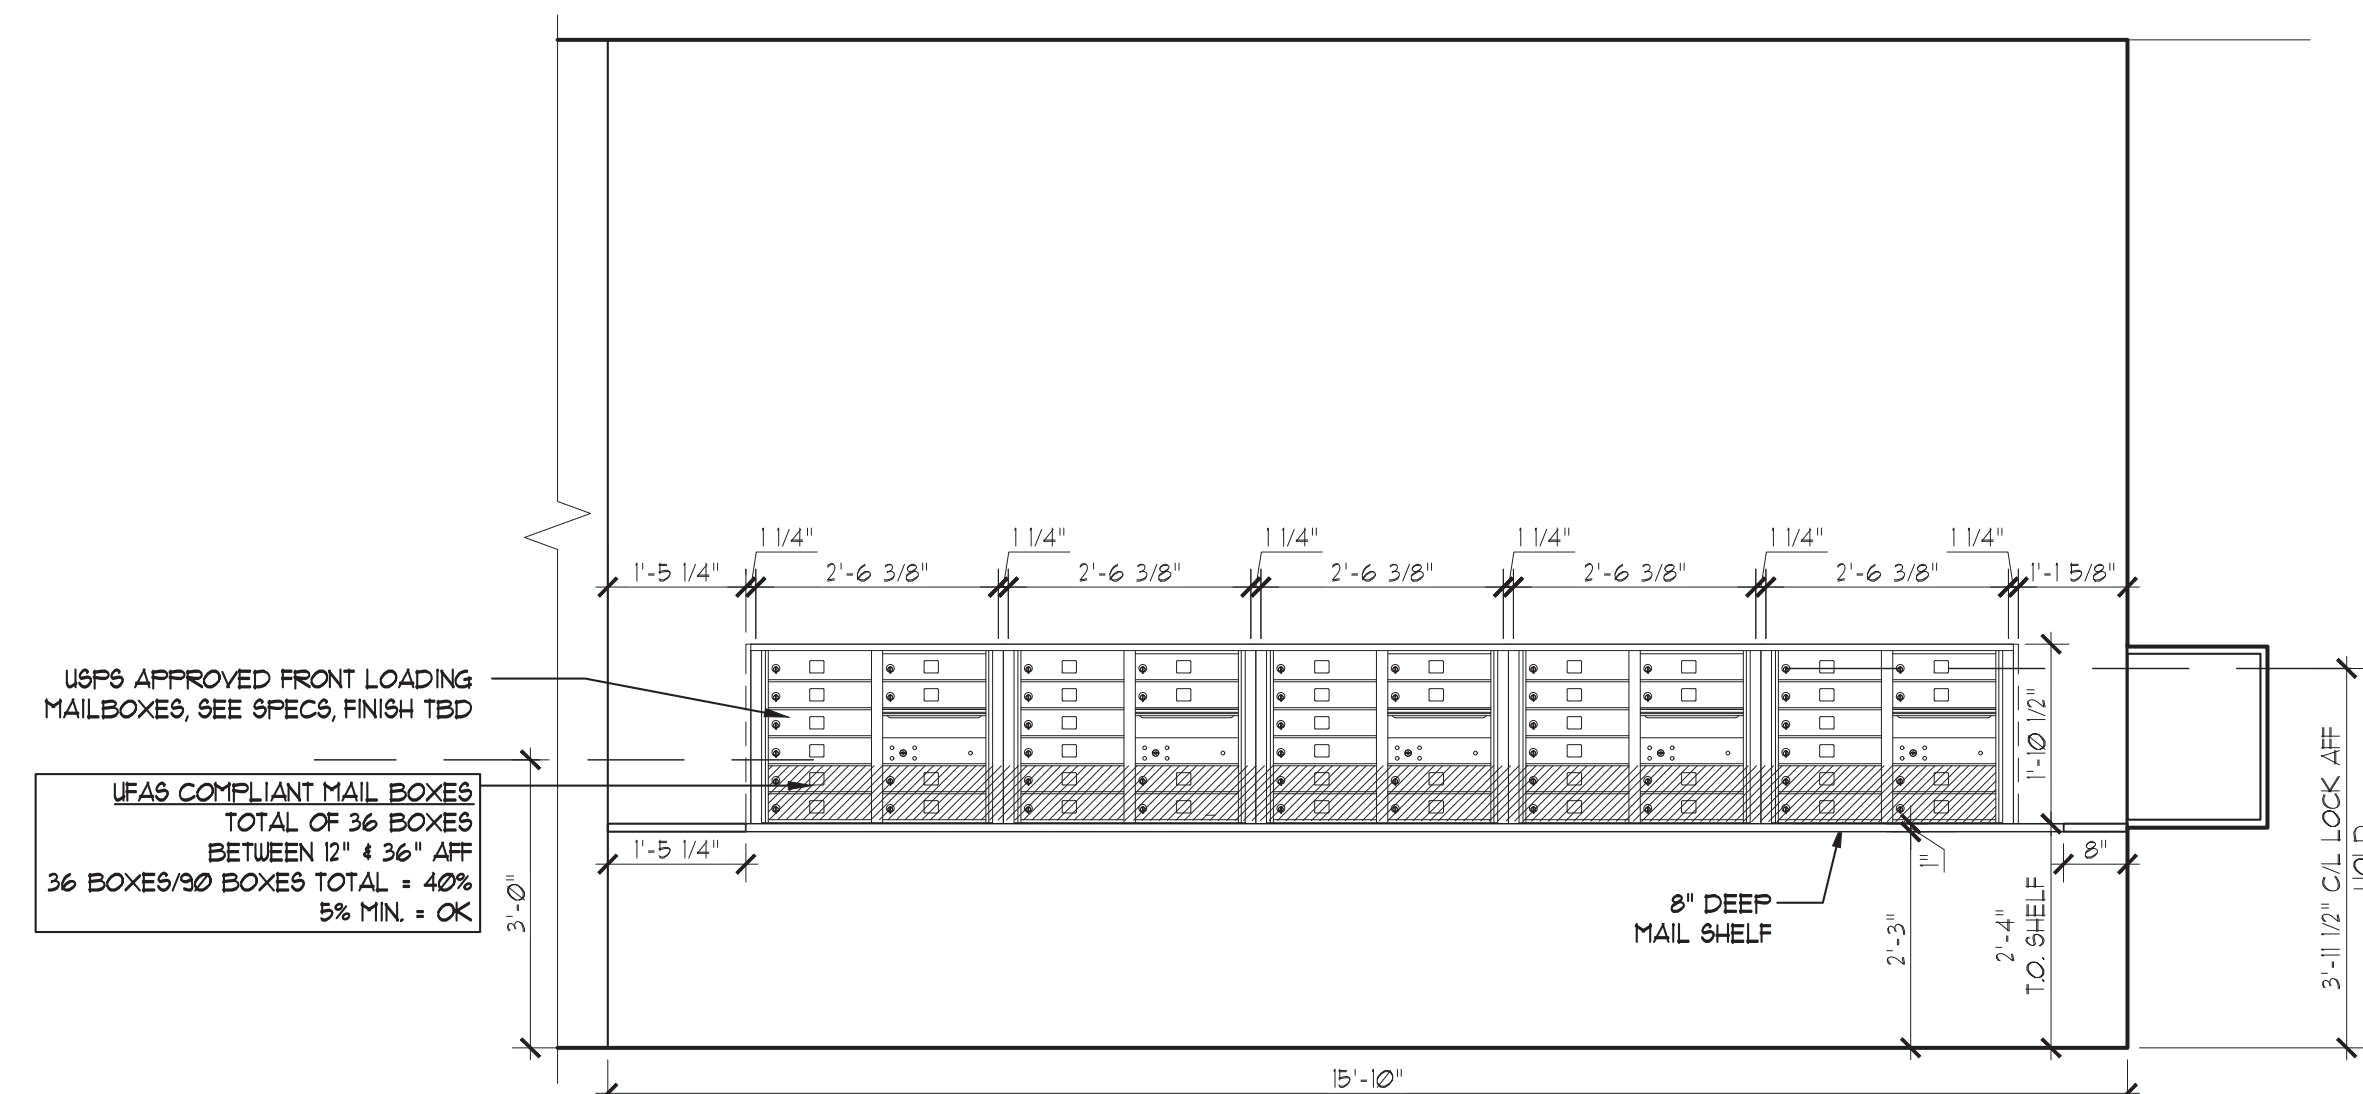 1 1/4"
1 1/4"
1 1/4"
1 1/4"
1 1/4"
1 1/4"
1'-5 1/4"
2'-6 3/8"
2'-6 3/8"
2'-6 3/8"
2'-6 3/8"
2'-6 3/8"
1'-1 5/8"
USPS APPROVED FRONT LOADING
MAILBOXES, SEE SPECS, FINISH TBD
UFAS COMPLIANT MAIL BOXES
TOTAL OF 36 BOXES
BETWEEN 12" & 36" AFF
36 BOXES/90 BOXES TOTAL = 40%
5% MIN. = OK
3'-0"
1'-5 1/4"
8" DEEP
MAIL SHELF
1'-10 1/2"
1"
8"
2'-3"
2'-4"
T.O. SHELF
3'-11 1/2" C/L LOCK AFF
15'-10"